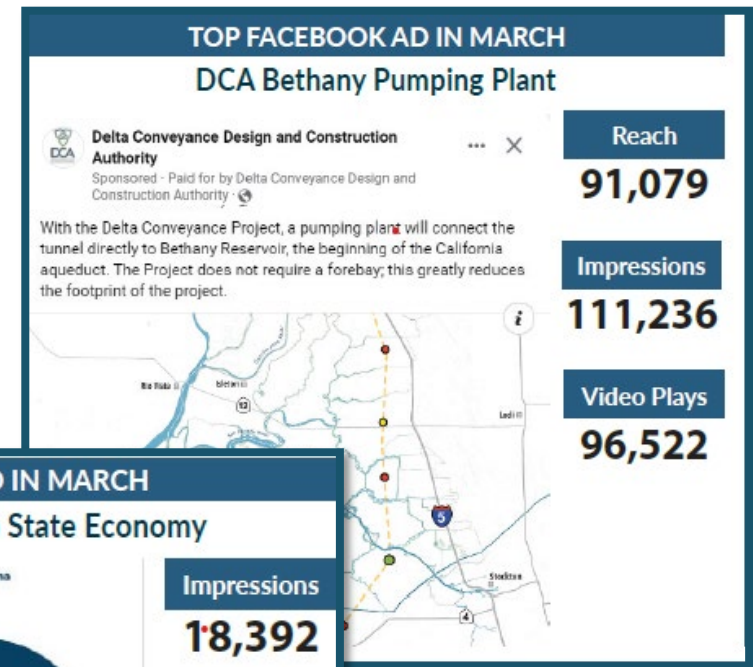 TOP FACEBOOK AD IN MARCH
DCA Bethany Pumping Plant
DCA
Delta Conveyance Design and Construction
Authority
Sponsored · Paid for by Delta Conveyance Design and
Construction Authority ·
With the Delta Conveyance Project, a pumping plant will connect the
tunnel directly to Bethany Reservoir, the beginning of the California
aqueduct. The Project does not require a forebay; this greatly reduces
the footprint of the project.
Reach
91,079
Impressions
111,236
Video Plays
96,522
i
Rio Vista
Isleton
12
Lodi
5
Stockton
4
IN MARCH
State Economy
Impressions
18,392